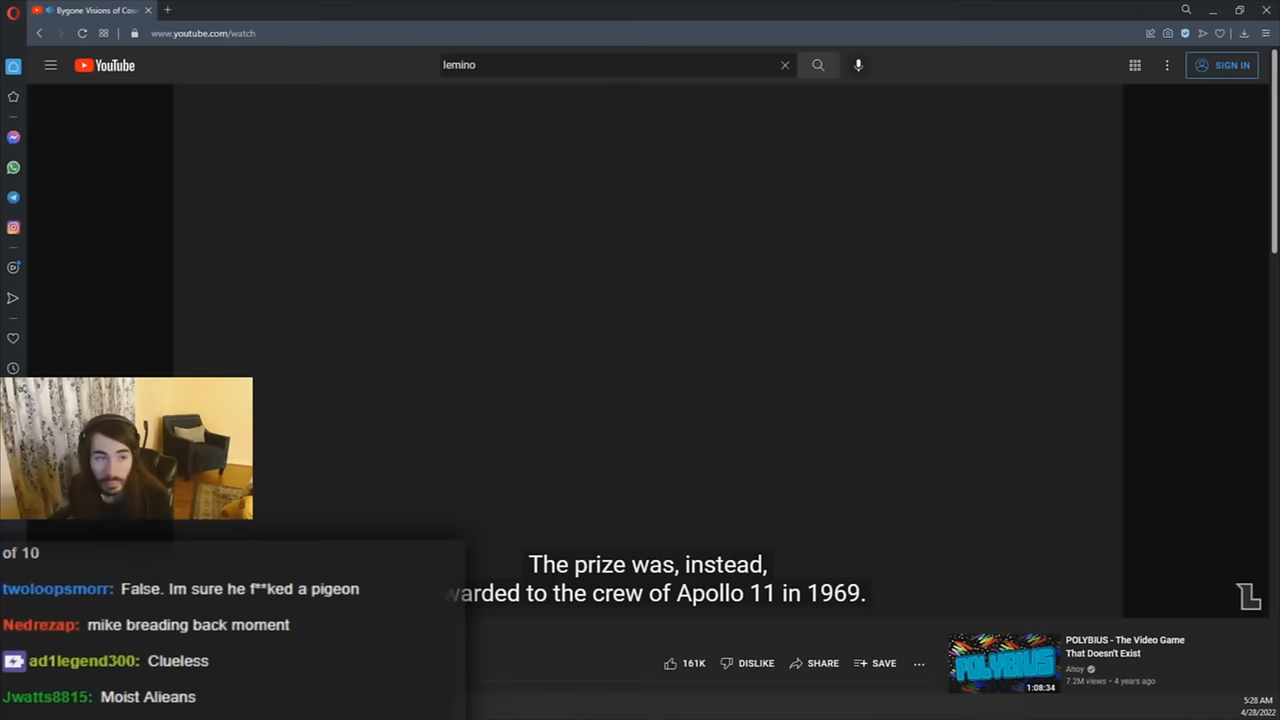 Bygone Visions of Cosm
www.youtube.com/watch
YouTube
lemino
SIGN IN
of 10
twoloopsmorr: False. Im sure he f**ked a pigeon
Nedrezap: mike breading back moment
ad1legend300: Clueless
Jwatts8815: Moist Alieans
The prize was, instead,
warded to the crew of Apollo 11 in 1969.
161K
DISLIKE
SHARE
SAVE
POLYBIUS - The Video Game
That Doesn't Exist
Ahoy
7.2M views • 4 years ago
POLYBIUS
1:08:34
5:28 AM
4/28/2022